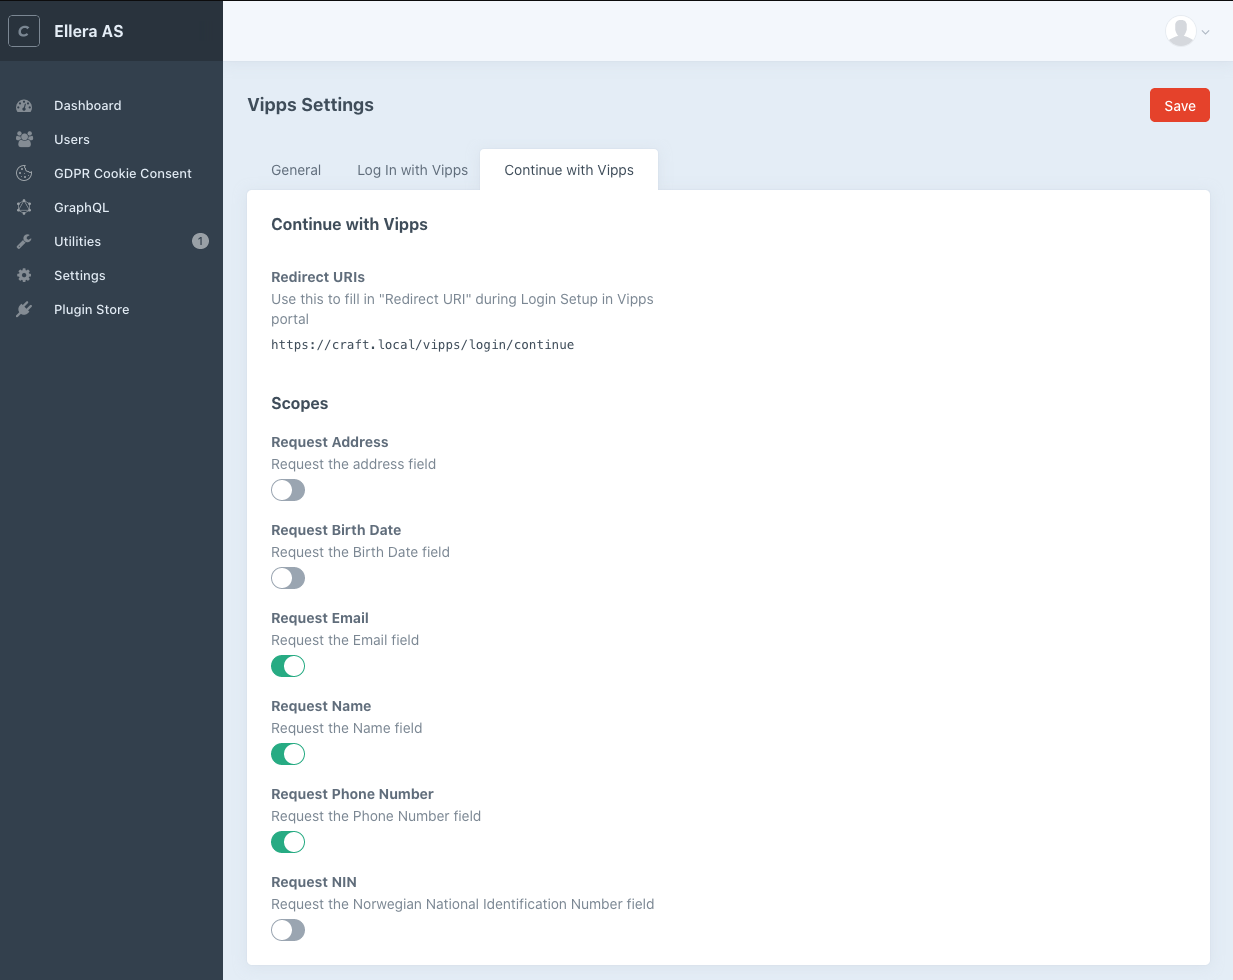 C
Ellera AS
Dashboard
Users
GDPR Cookie Consent
GraphQL
Utilities
1
Settings
Plugin Store
Vipps Settings
Save
General
Log In with Vipps
Continue with Vipps
Continue with Vipps
Redirect URIs
Use this to fill in "Redirect URI" during Login Setup in Vipps
portal
https://craft.local/vipps/login/continue
Scopes
Request Address
Request the address field
Request Birth Date
Request the Birth Date field
Request Email
Request the Email field
Request Name
Request the Name field
Request Phone Number
Request the Phone Number field
Request NIN
Request the Norwegian National Identification Number field